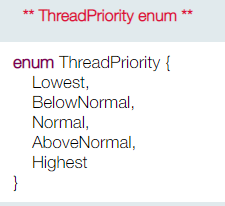 ** ThreadPriority enum **
enum ThreadPriority {
Lowest,
BelowNormal,
Normal,
AboveNormal,
Highest
}